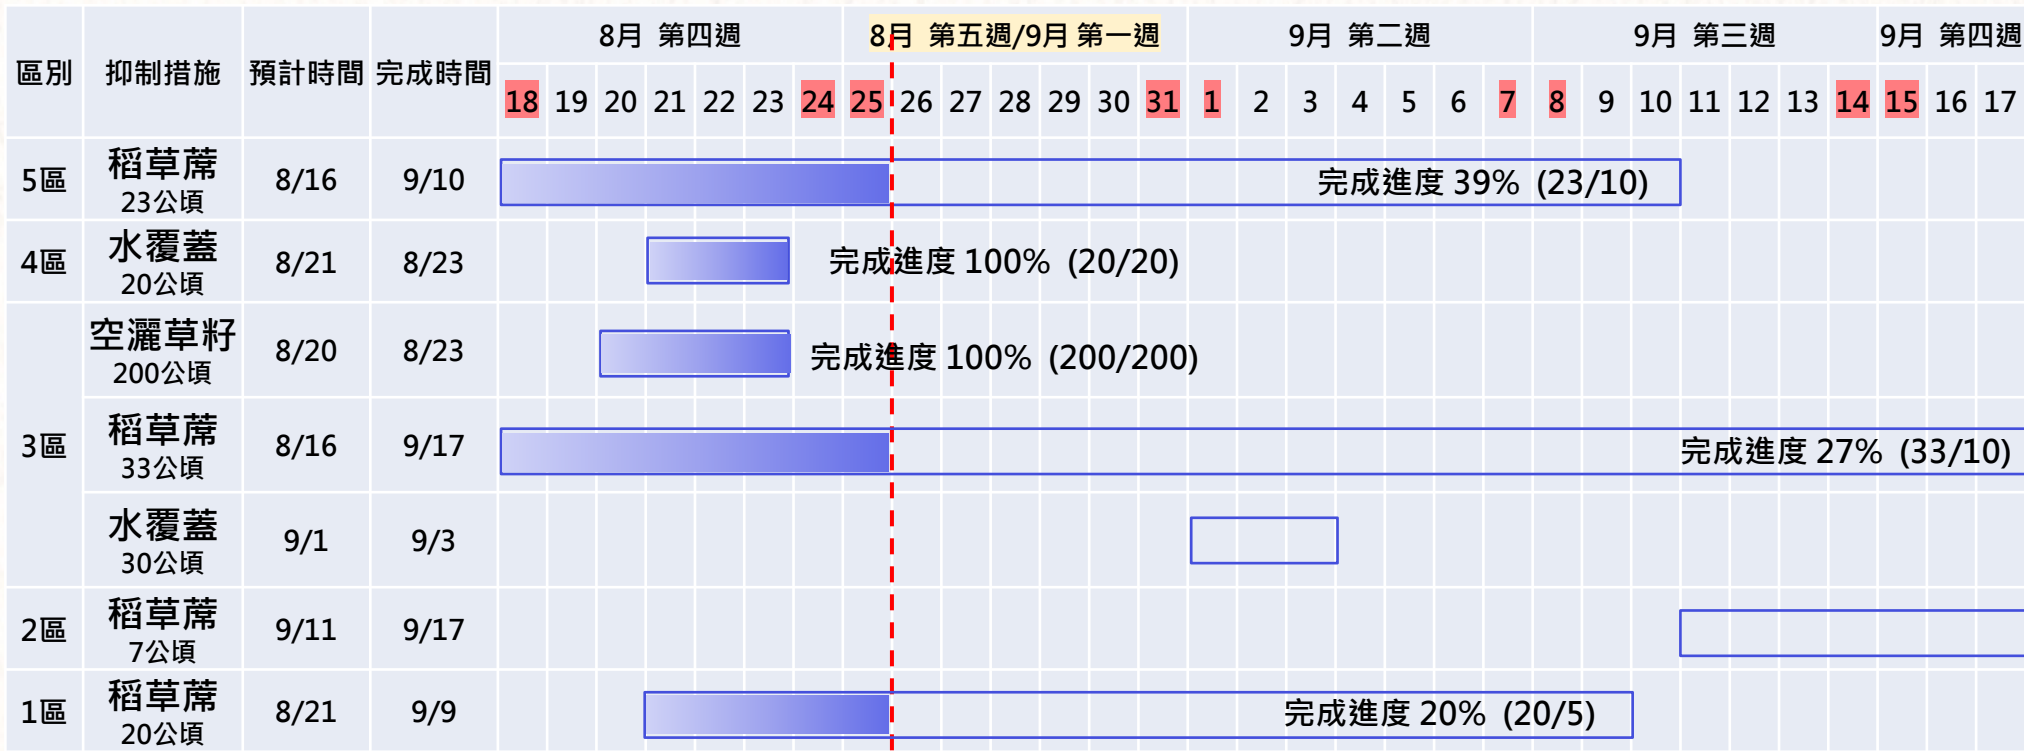 區別 抑制措施 預計時間 完成時間
8月 第四週 8月 第五週/9月 第一週 9月 第二週 9月 第三週 9月 第四週
18 19 20 21 22 23 24 25 26 27 28 29 30 31 1 2 3 4 5 6 7 8 9 10 11 12 13 14 15 16 17
5區 稻草蓆 8/16 9/10 完成進度 39% (23/10)
23公頃
4區 水覆蓋 8/21 8/23 完成進度 100% (20/20)
20公頃
空灑草籽 8/20 8/23 完成進度 100% (200/200)
200公頃
3區 稻草蓆 8/16 9/17 完成進度 27% (33/10)
33公頃
水覆蓋 9/1 9/3
30公頃
2區 稻草蓆 9/11 9/17
7公頃
1區 稻草蓆 8/21 9/9 完成進度 20% (20/5)
20公頃